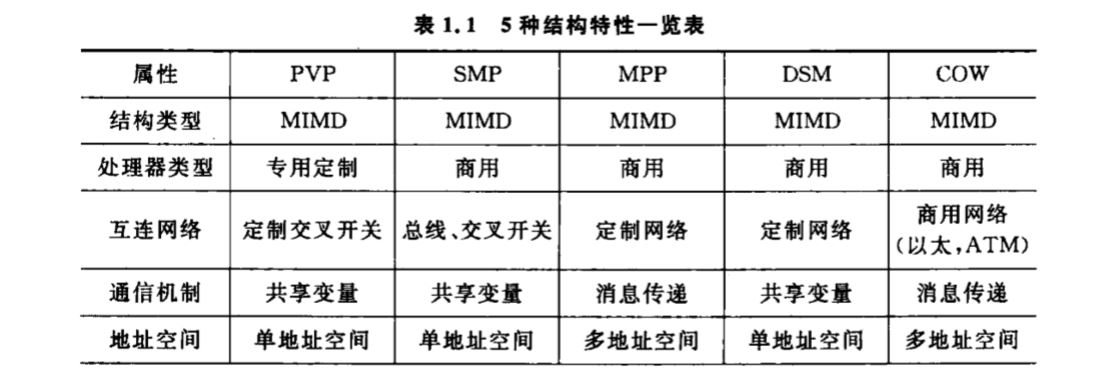 表 1.1 5 种结构特性一览表
属性 PVP SMP MPP DSM COW
结构类型 MIMD MIMD MIMD MIMD MIMD
处理器类型 专用定制 商用 商用 商用 商用
互连网络 定制交叉开关 总线、交叉开关 定制网络 定制网络 商用网络
(以太,ATM)
通信机制 共享变量 共享变量 消息传递 共享变量 消息传递
地址空间 单地址空间 单地址空间 多地址空间 单地址空间 多地址空间